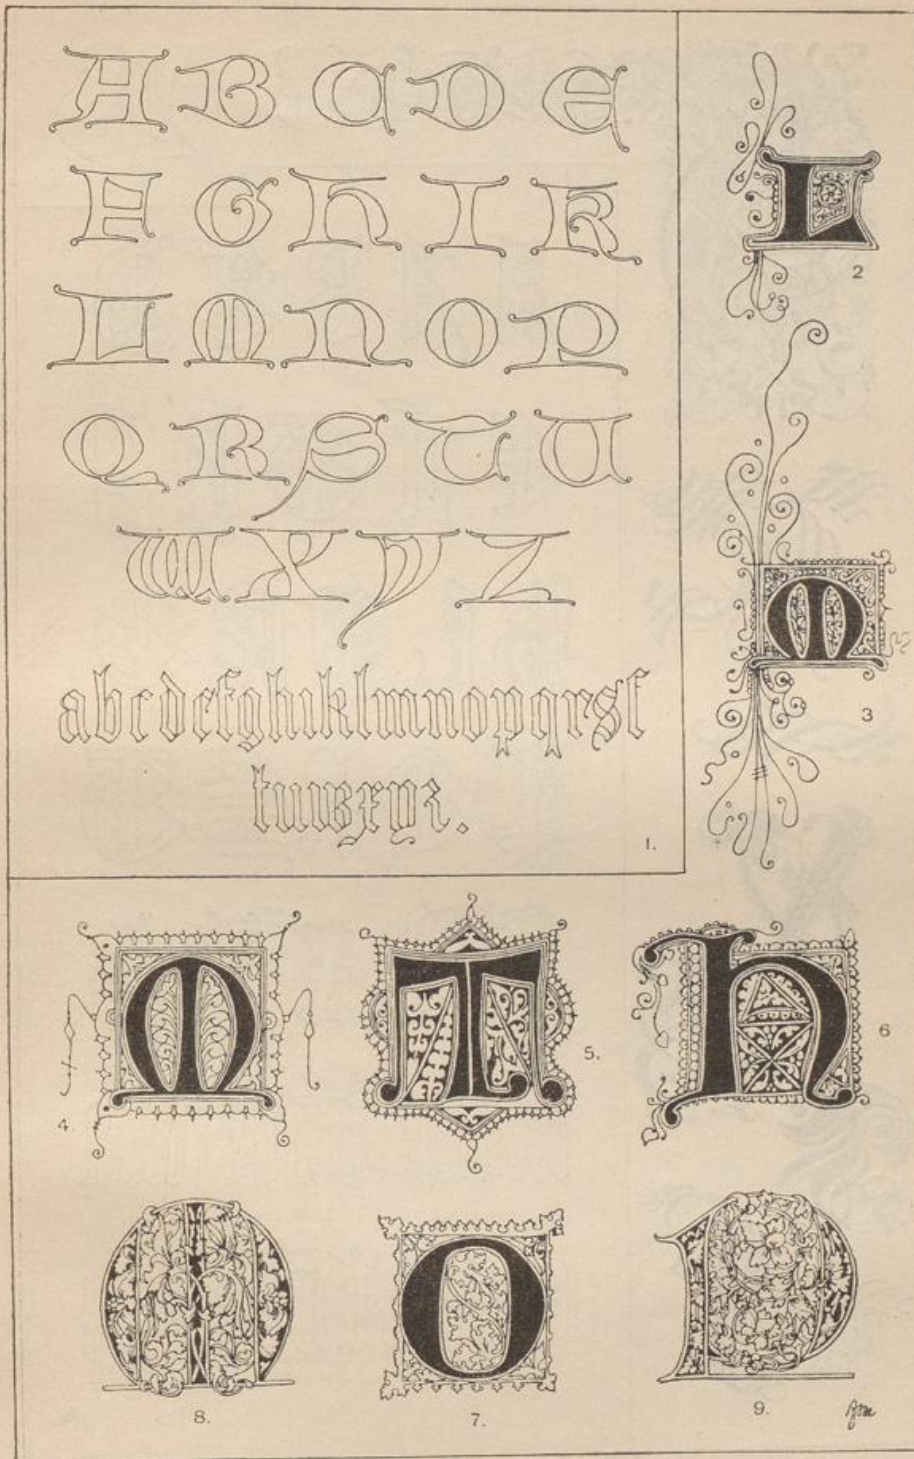 A B C D E
F G H I K
L M N O P
Q R S T U
W X Y Z
abcdefghiklmnopqrsſ
tuwxyz.
1.
L
2
M
3
M
4.
T
5.
h
6
M
8.
O
7.
N
9.